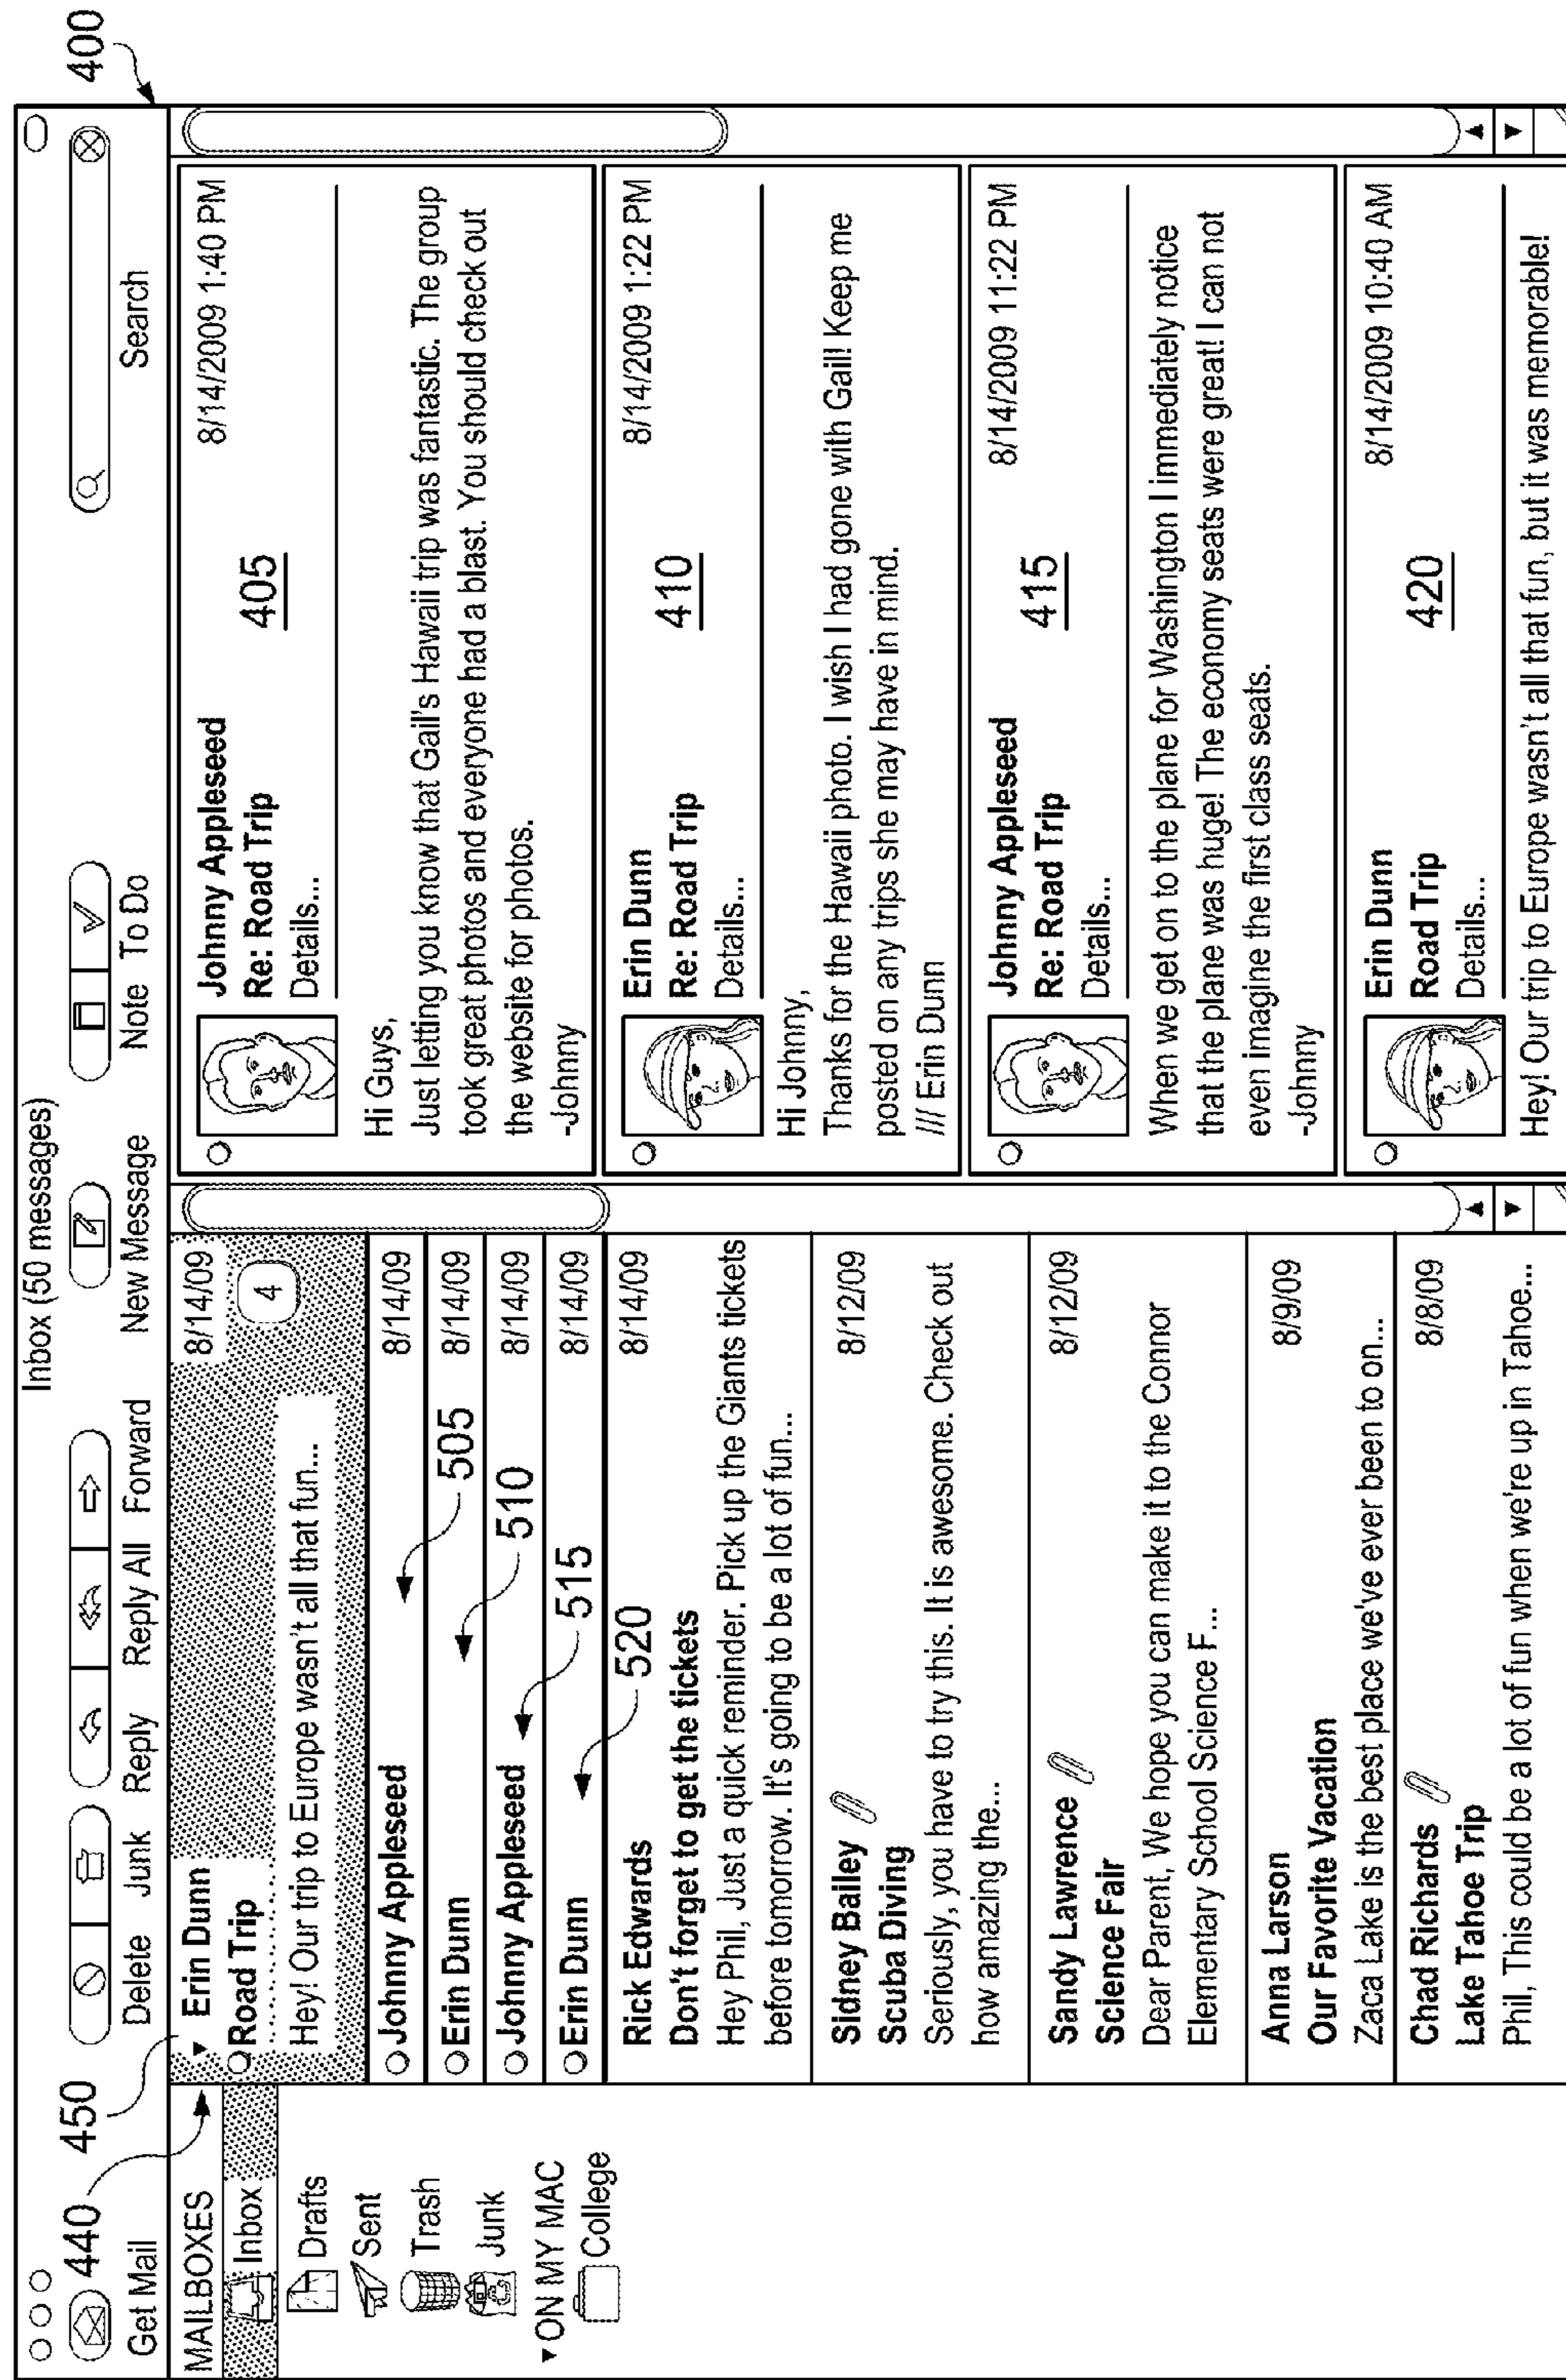 400
Inbox (50 messages)
440
450
Get Mail
Delete
Junk
Reply
Reply All
Forward
New Message
Note
To Do
Search
MAILBOXES
Inbox
Drafts
Sent
Trash
Junk
ON MY MAC
College
Erin Dunn 8/14/09
Road Trip 4
Hey! Our trip to Europe wasn't all that fun...
Johnny Appleseed 8/14/09
505
Erin Dunn 8/14/09
510
Johnny Appleseed 8/14/09
515
Erin Dunn 8/14/09
520
Rick Edwards 8/14/09
Don't forget to get the tickets
Hey Phil, Just a quick reminder. Pick up the Giants tickets
before tomorrow. It's going to be a lot of fun...
Sidney Bailey 8/12/09
Scuba Diving
Seriously, you have to try this. It is awesome. Check out
how amazing the...
Sandy Lawrence 8/12/09
Science Fair
Dear Parent, We hope you can make it to the Connor
Elementary School Science F...
Anna Larson 8/9/09
Our Favorite Vacation
Zaca Lake is the best place we've ever been to on...
Chad Richards 8/8/09
Lake Tahoe Trip
Phil, This could be a lot of fun when we're up in Tahoe...
Johnny Appleseed 8/14/2009 1:40 PM
Re: Road Trip 405
Details...
Hi Guys,
Just letting you know that Gail's Hawaii trip was fantastic. The group
took great photos and everyone had a blast. You should check out
the website for photos.
-Johnny
Erin Dunn 8/14/2009 1:22 PM
Re: Road Trip 410
Details...
Hi Johnny,
Thanks for the Hawaii photo. I wish I had gone with Gail! Keep me
posted on any trips she may have in mind.
/// Erin Dunn
Johnny Appleseed 8/14/2009 11:22 PM
Re: Road Trip 415
Details...
When we get on to the plane for Washington I immediately notice
that the plane was huge! The economy seats were great! I can not
even imagine the first class seats.
-Johnny
Erin Dunn 8/14/2009 10:40 AM
Road Trip 420
Details...
Hey! Our trip to Europe wasn't all that fun, but it was memorable!